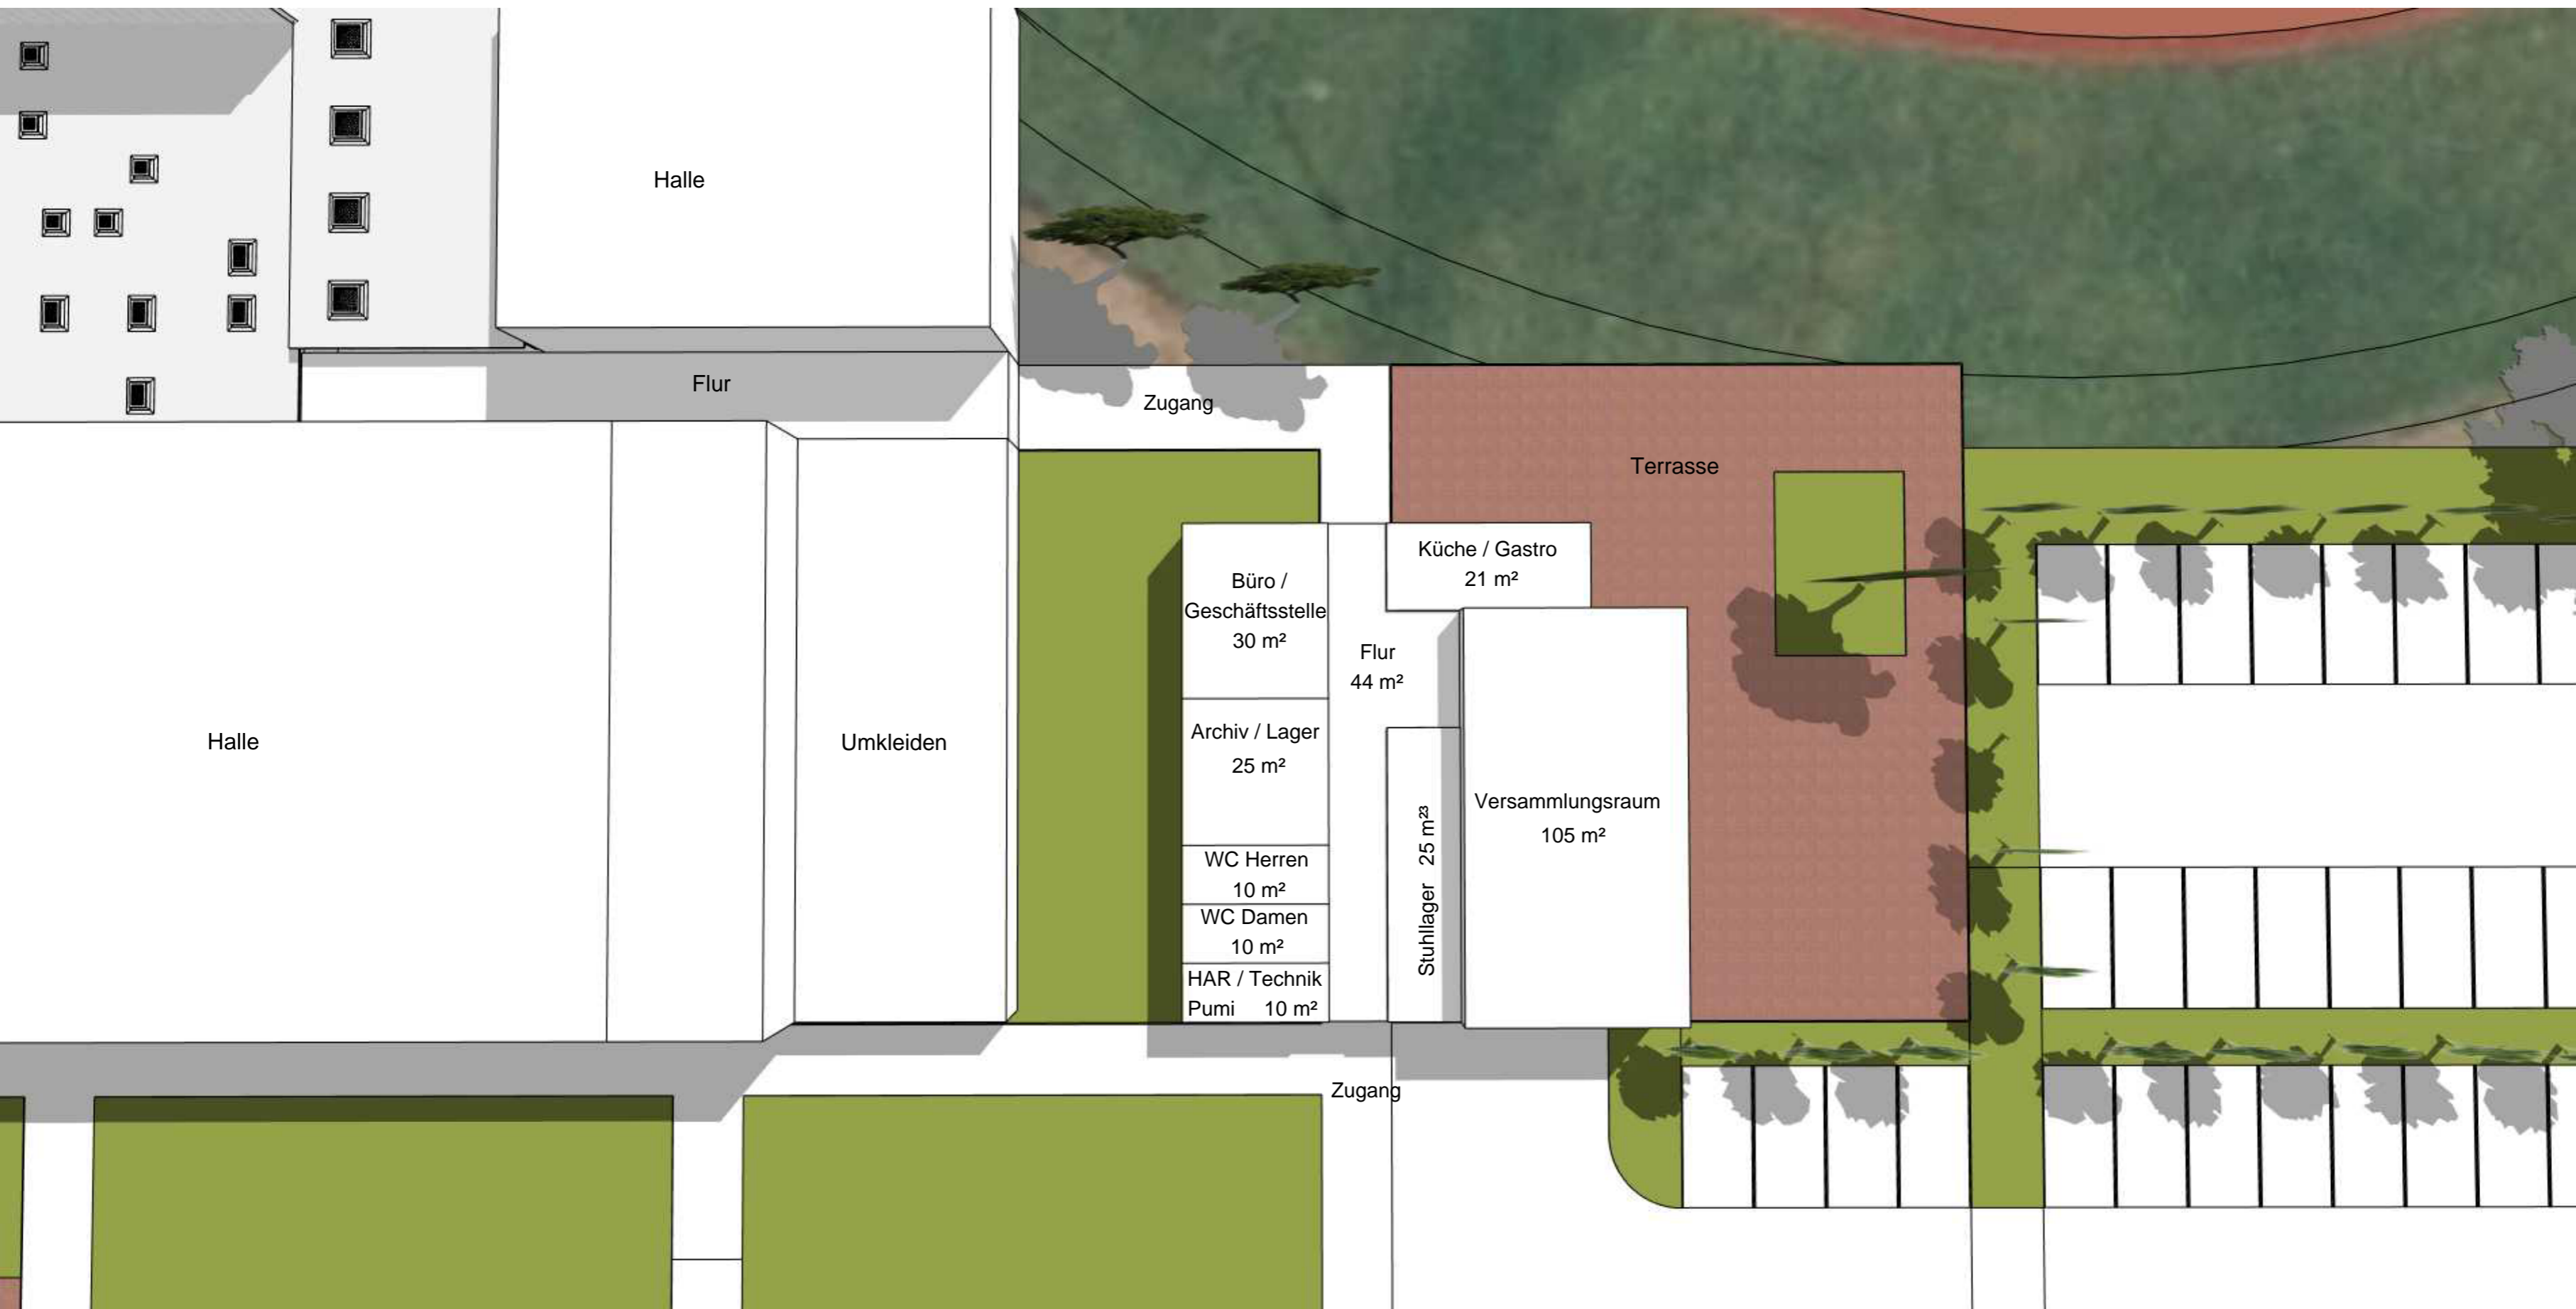 Halle
Flur
Zugang
Terrasse
Küche / Gastro
21 m²
Büro /
Geschäftsstelle
30 m²
Flur
44 m²
Archiv / Lager
25 m²
Halle
Umkleiden
Versammlungsraum
105 m²
Stuhllager 25 m²³
WC Herren
10 m²
WC Damen
10 m²
HAR / Technik
Pumi 10 m²
Zugang